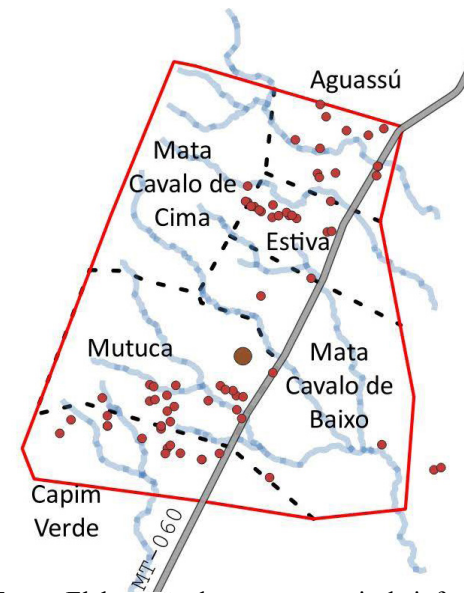 Aguassú
Mata
Cavalo de
Cima
Estiva
Mutuca
Mata
Cavalo de
Baixo
Capim
Verde
MT-060